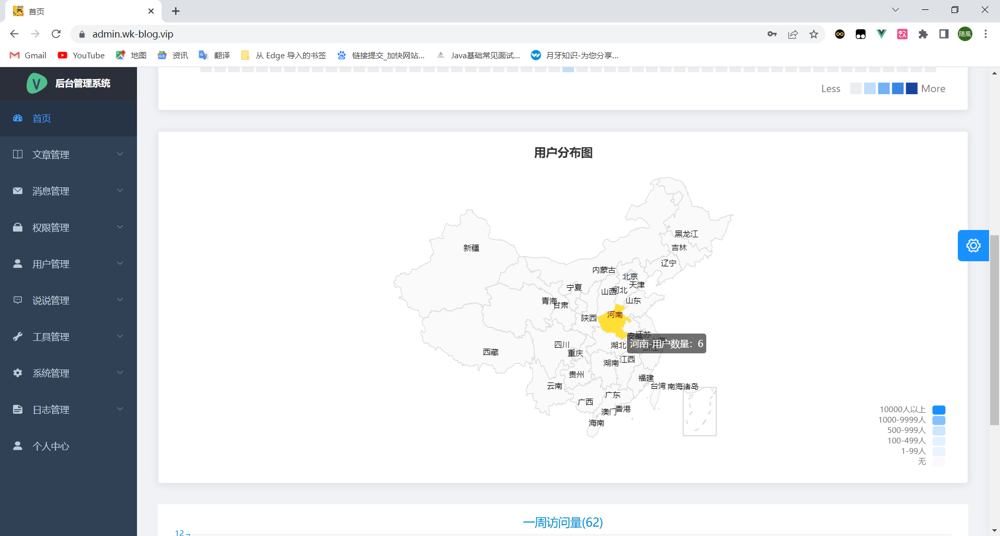 首页
admin.wk-blog.vip
随風
Gmail
YouTube
地图
资讯
翻译
从 Edge 导入的书签
链接提交_加快网站...
Java基础常见面试...
月牙知识-为您分享...
后台管理系统
首页
文章管理
消息管理
权限管理
用户管理
说说管理
工具管理
系统管理
日志管理
个人中心
Less
More
用户分布图
黑龙江
新疆
吉林
辽宁
内蒙古
北京
天津
宁夏
山西
河北
青海
甘肃
山东
河南
陕西
安徽
江苏
上海
浙江
河南-用户数量：6
四川
湖北
西藏
重庆
湖南
江西
贵州
福建
云南
台湾
南海诸岛
广东
广西
澳门
香港
海南
10000人以上
1000-9999人
500-999人
100-499人
1-99人
无
一周访问量(62)
12